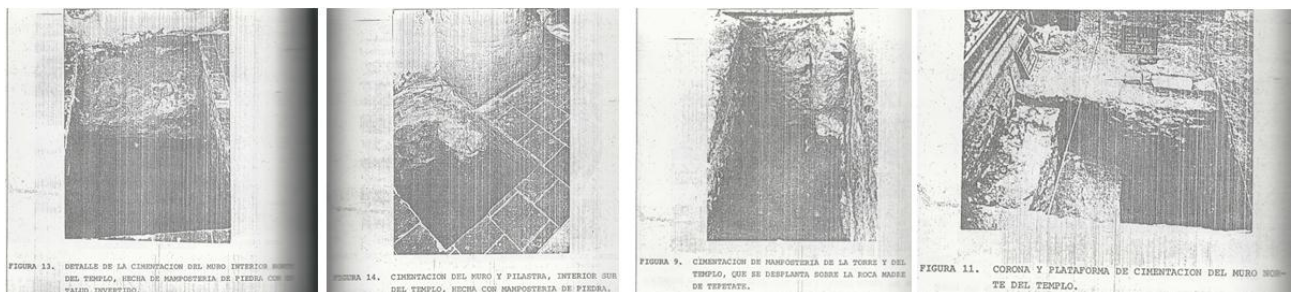 FIGURA 13. DETALLE DE LA CIMENTACION DEL MURO INTERIOR NORTE
DEL TEMPLO, HECHA DE MAMPOSTERIA DE PIEDRA CON
TALUD INVERTIDO.
FIGURA 14. CIMENTACION DEL MURO Y PILASTRA, INTERIOR SUR
DEL TEMPLO, HECHA CON MAMPOSTERIA DE PIEDRA.
FIGURA 9. CIMENTACION DE MAMPOSTERIA DE LA TORRE Y DEL
TEMPLO, QUE SE DESPLANTA SOBRE LA ROCA MADRE
DE TEPETATE.
FIGURA 11. CORONA Y PLATAFORMA DE CIMENTACION DEL MURO NOR-
TE DEL TEMPLO.